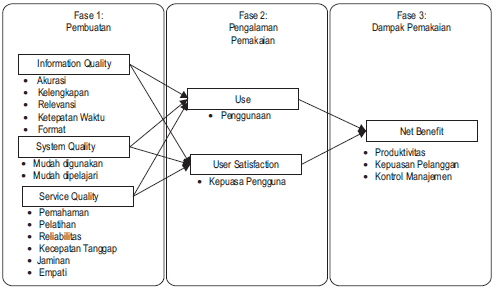 Fase 1:
Pembuatan
Information Quality
Akurasi
Kelengkapan
Relevansi
Ketepatan Waktu
Format
System Quality
Mudah digunakan
Mudah dipelajari
Service Quality
Pemahaman
Pelatihan
Reliabilitas
Kecepatan Tanggap
Jaminan
Empati
Fase 2:
Pengalaman
Pemakaian
Use
Penggunaan
User Satisfaction
Kepuasa Pengguna
Fase 3:
Dampak Pemakaian
Net Benefit
Produktivitas
Kepuasan Pelanggan
Kontrol Manajemen